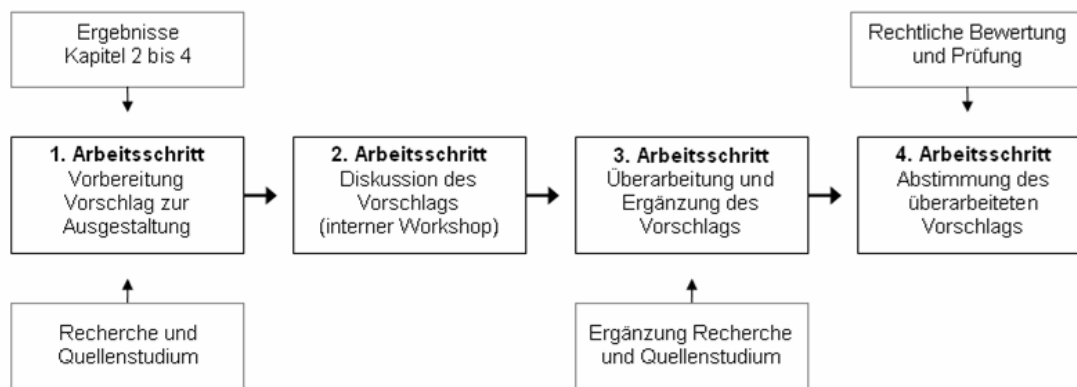 Ergebnisse
Kapitel 2 bis 4
Rechtliche Bewertung
und Prüfung
1. Arbeitsschritt
Vorbereitung
Vorschlag zur
Ausgestaltung
2. Arbeitsschritt
Diskussion des
Vorschlags
(interner Workshop)
3. Arbeitsschritt
Überarbeitung und
Ergänzung des
Vorschlags
4. Arbeitsschritt
Abstimmung des
überarbeiteten
Vorschlags
Recherche und
Quellenstudium
Ergänzung Recherche
und Quellenstudium